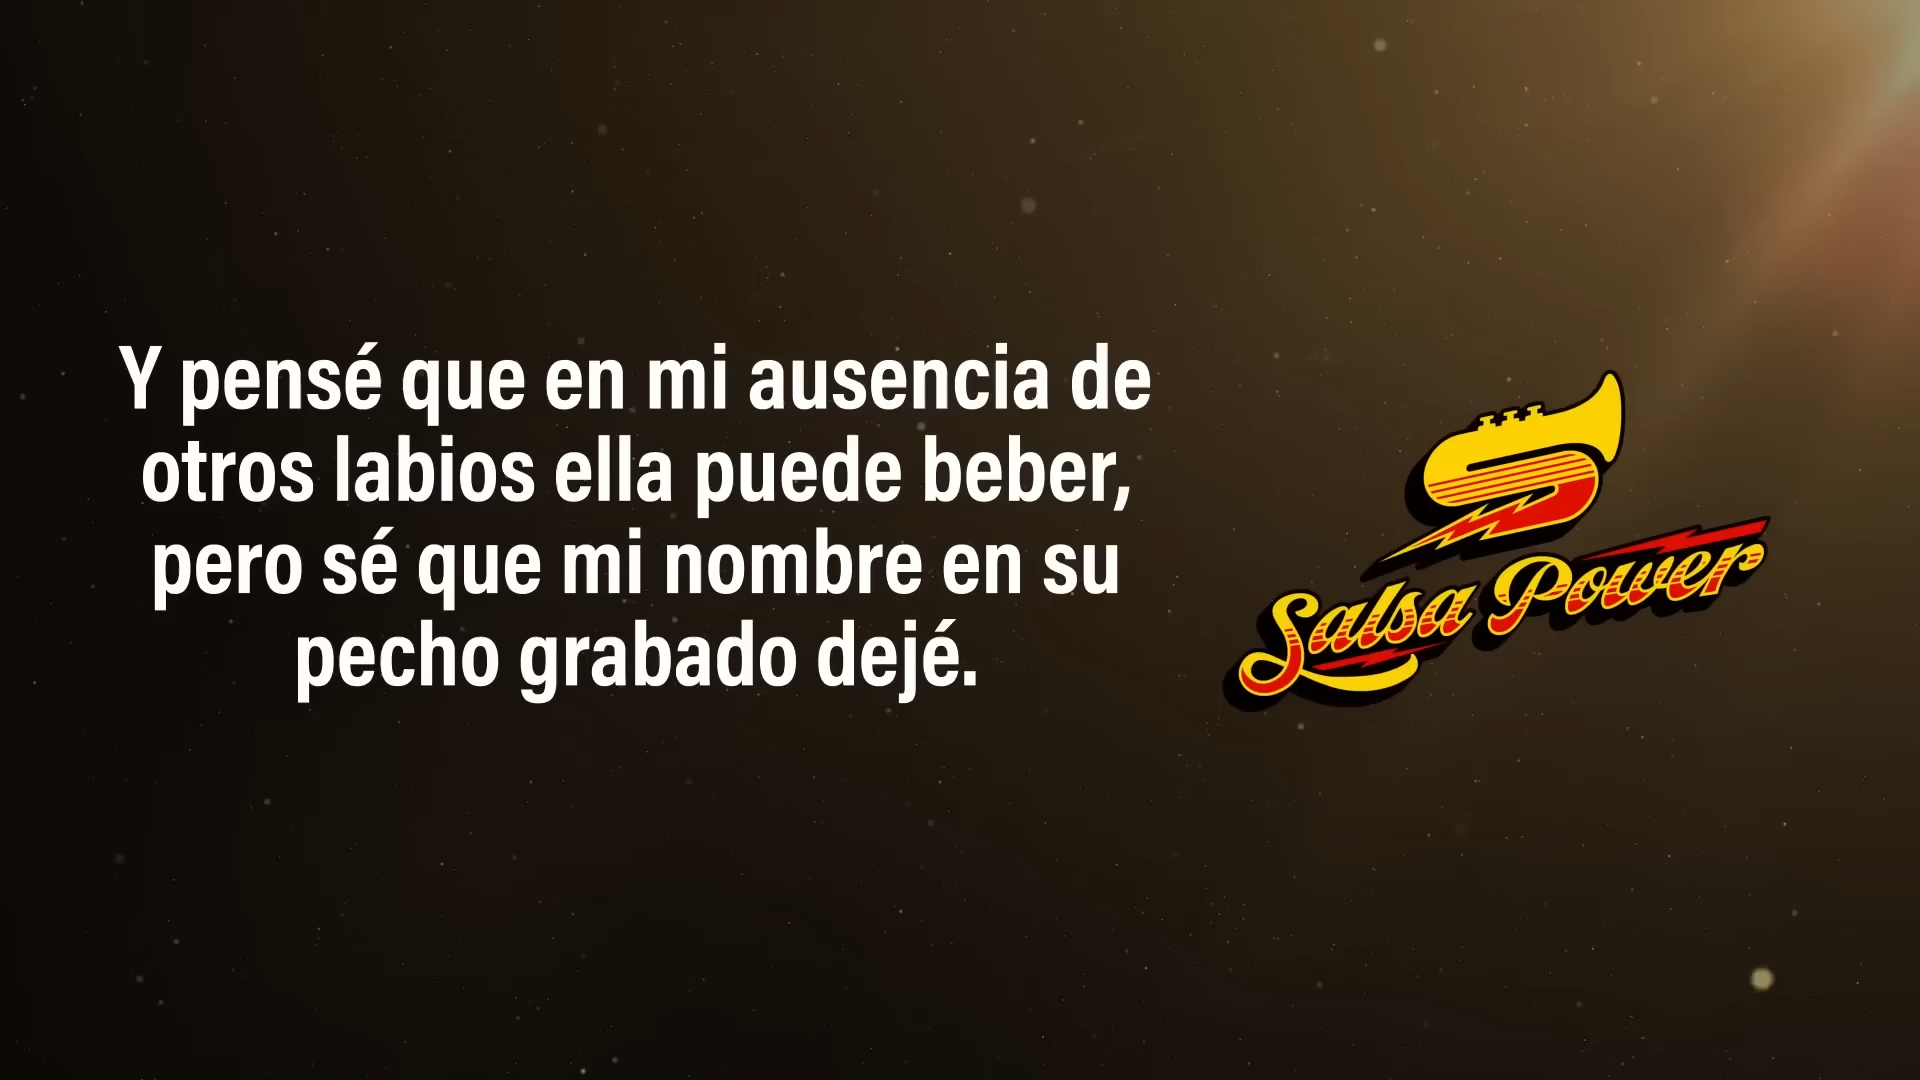 Y pensé que en mi ausencia de
otros labios ella puede beber,
pero sé que mi nombre en su
pecho grabado dejé.
Salsa Power